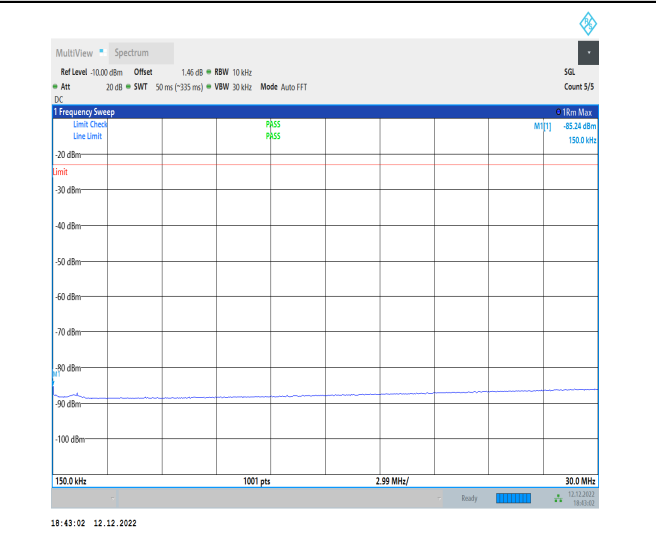 MultiView Spectrum
Ref Level -10.00 dBm Offset 1.46 dB RBW 10 kHz SGL
Att 20 dB SWT 50 ms (~335 ms) VBW 30 kHz Mode Auto FFT Count 5/5
DC
1 Frequency Sweep 1Rm Max
Limit Check PASS M1[1] -85.24 dBm
Line Limit PASS 150.0 kHz
-20 dBm
Limit
-30 dBm
-40 dBm
-50 dBm
-60 dBm
-70 dBm
-80 dBm
M1
-90 dBm
-100 dBm
150.0 kHz 1001 pts 2.99 MHz/ 30.0 MHz
Ready 12.12.2022
18:43:02
18:43:02 12.12.2022